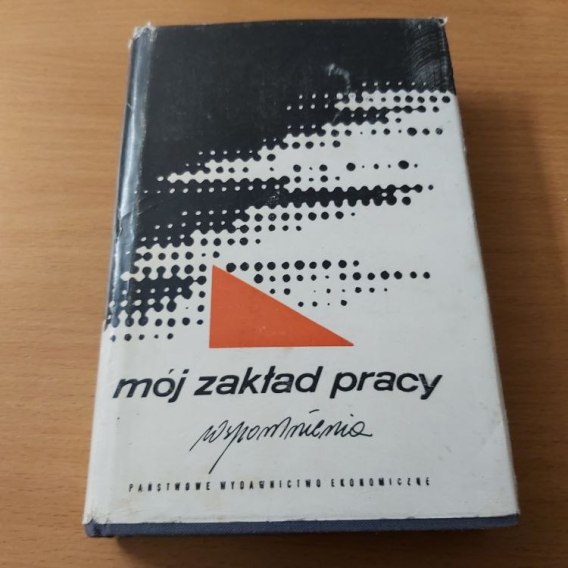 mój zakład pracy
wspomnienia
PAŃSTWOWE WYDAWNICTWO EKONOMICZNE